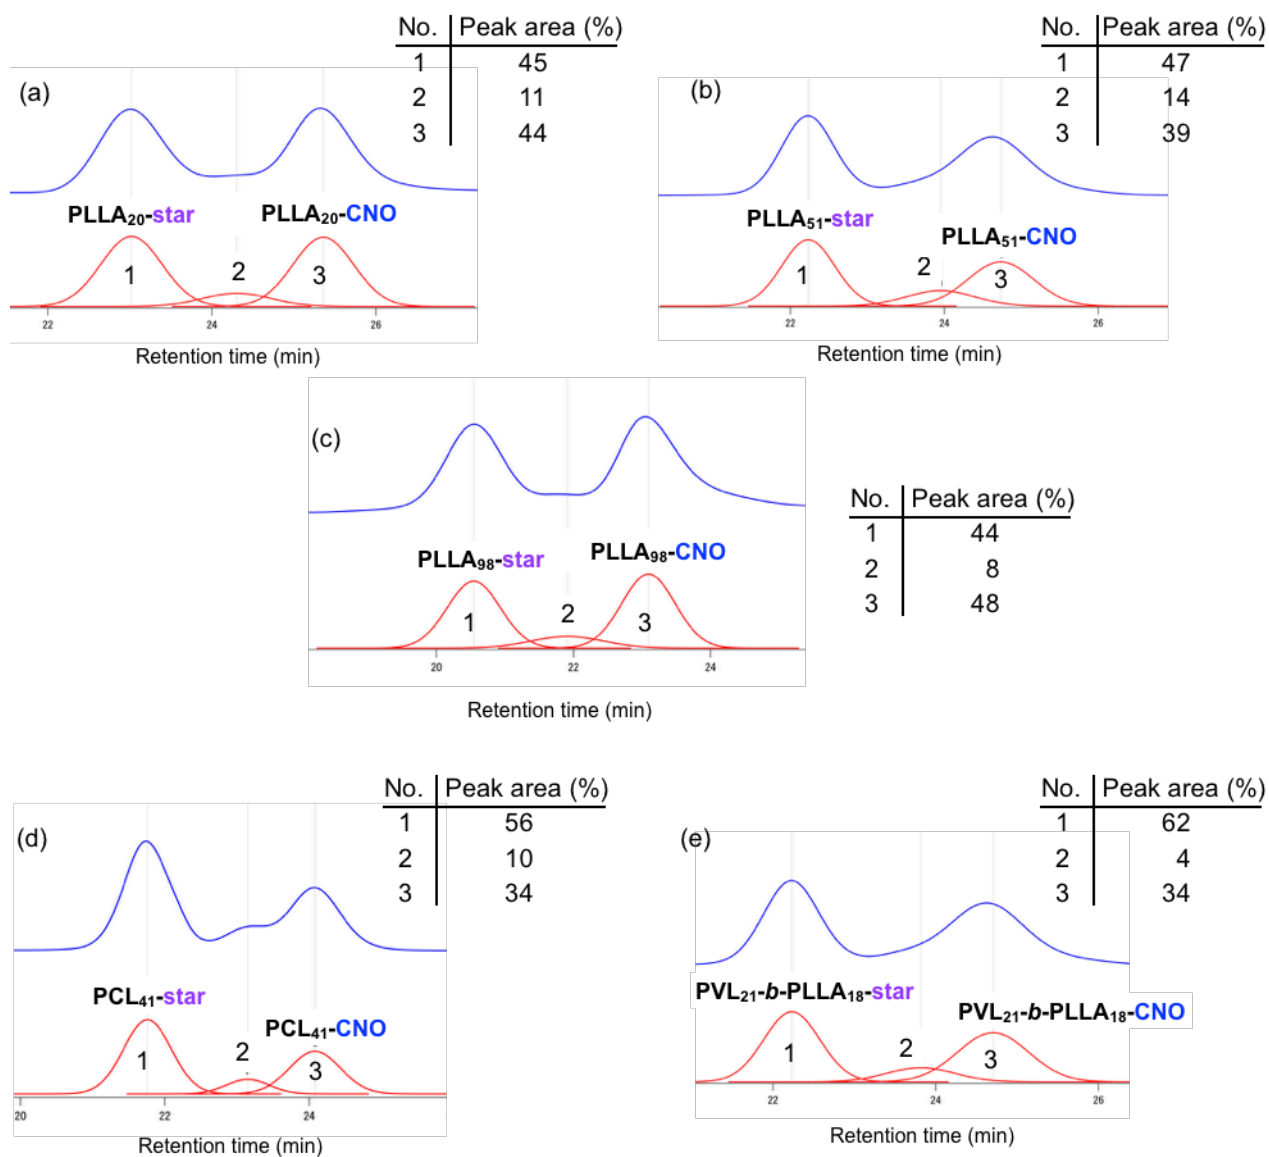 No. Peak area (%)
1 45
2 11
3 44
(a)
PLLA20-star PLLA20-CNO
1 2 3
22 24 26
Retention time (min)
No. Peak area (%)
1 47
2 14
3 39
(b)
PLLA51-star
PLLA51-CNO
1 2 3
22 24 26
Retention time (min)
(c)
PLLA98-star PLLA98-CNO
1 2 3
20 22 24
Retention time (min)
No. Peak area (%)
1 44
2 8
3 48
No. Peak area (%)
1 56
2 10
3 34
(d)
PCL41-star
PCL41-CNO
1 2 3
20 22 24
Retention time (min)
No. Peak area (%)
1 62
2 4
3 34
(e)
PVL21-b-PLLA18-star
PVL21-b-PLLA18-CNO
1 2 3
22 24 26
Retention time (min)